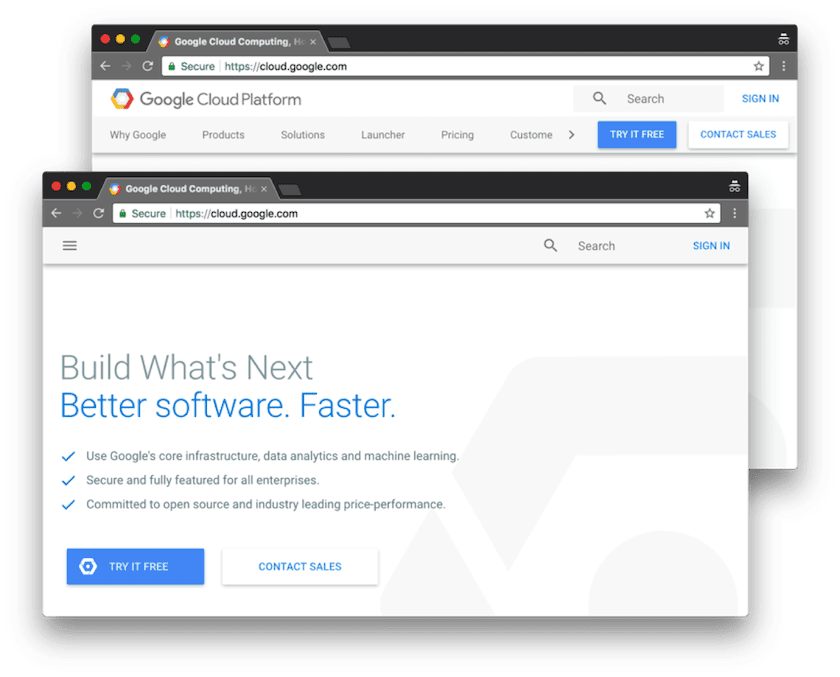 Google Cloud Computing, Ho
Secure https://cloud.google.com
Google Cloud Platform
Search
SIGN IN
Why Google Products Solutions Launcher Pricing Custome
TRY IT FREE
CONTACT SALES
Google Cloud Computing, Ho
Secure https://cloud.google.com
Search
SIGN IN
Build What's Next
Better software. Faster.
Use Google's core infrastructure, data analytics and machine learning.
Secure and fully featured for all enterprises.
Committed to open source and industry leading price-performance.
TRY IT FREE
CONTACT SALES